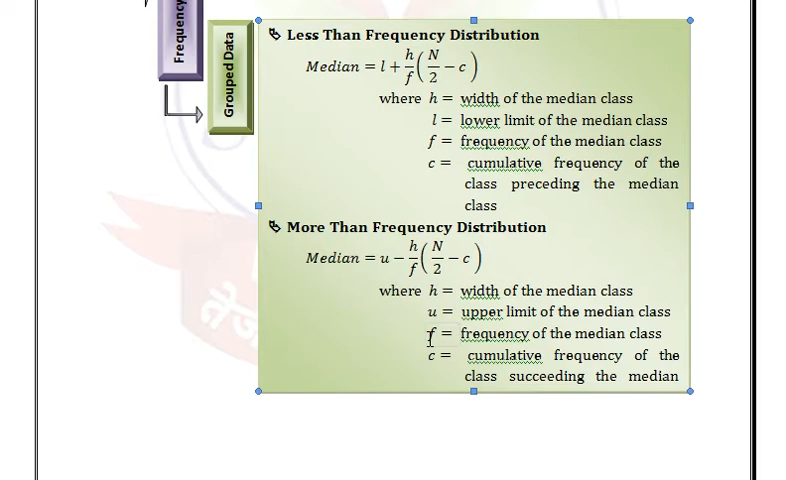 Frequency
Grouped Data
Less Than Frequency Distribution
Median = l + h/f ( N/2 − c )
where h = width of the median class
l = lower limit of the median class
f = frequency of the median class
c = cumulative frequency of the
class preceding the median
class
More Than Frequency Distribution
Median = u − h/f ( N/2 − c )
where h = width of the median class
u = upper limit of the median class
f = frequency of the median class
c = cumulative frequency of the
class succeeding the median